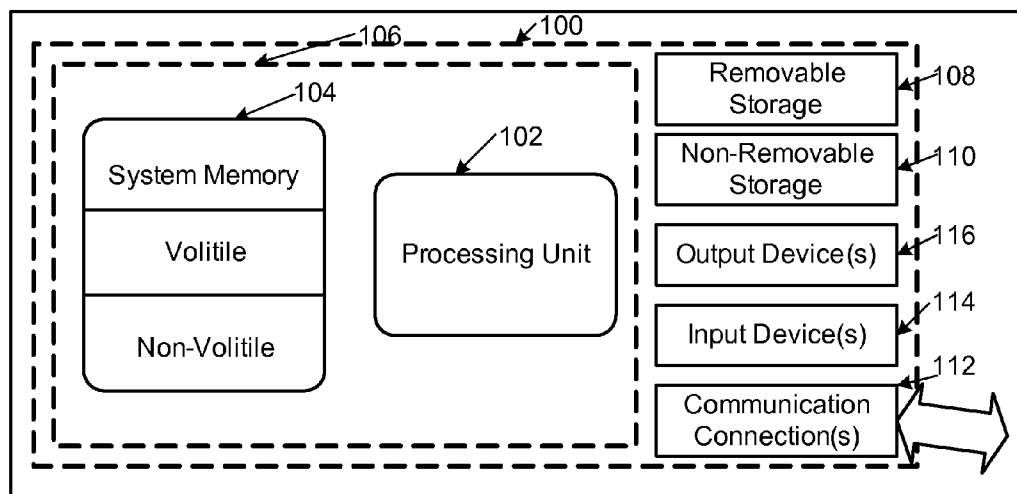 100
106
104
System Memory
Volitile
Non-Volitile
102
Processing Unit
Removable
Storage
108
Non-Removable
Storage
110
Output Device(s)
116
Input Device(s)
114
Communication
Connection(s)
112